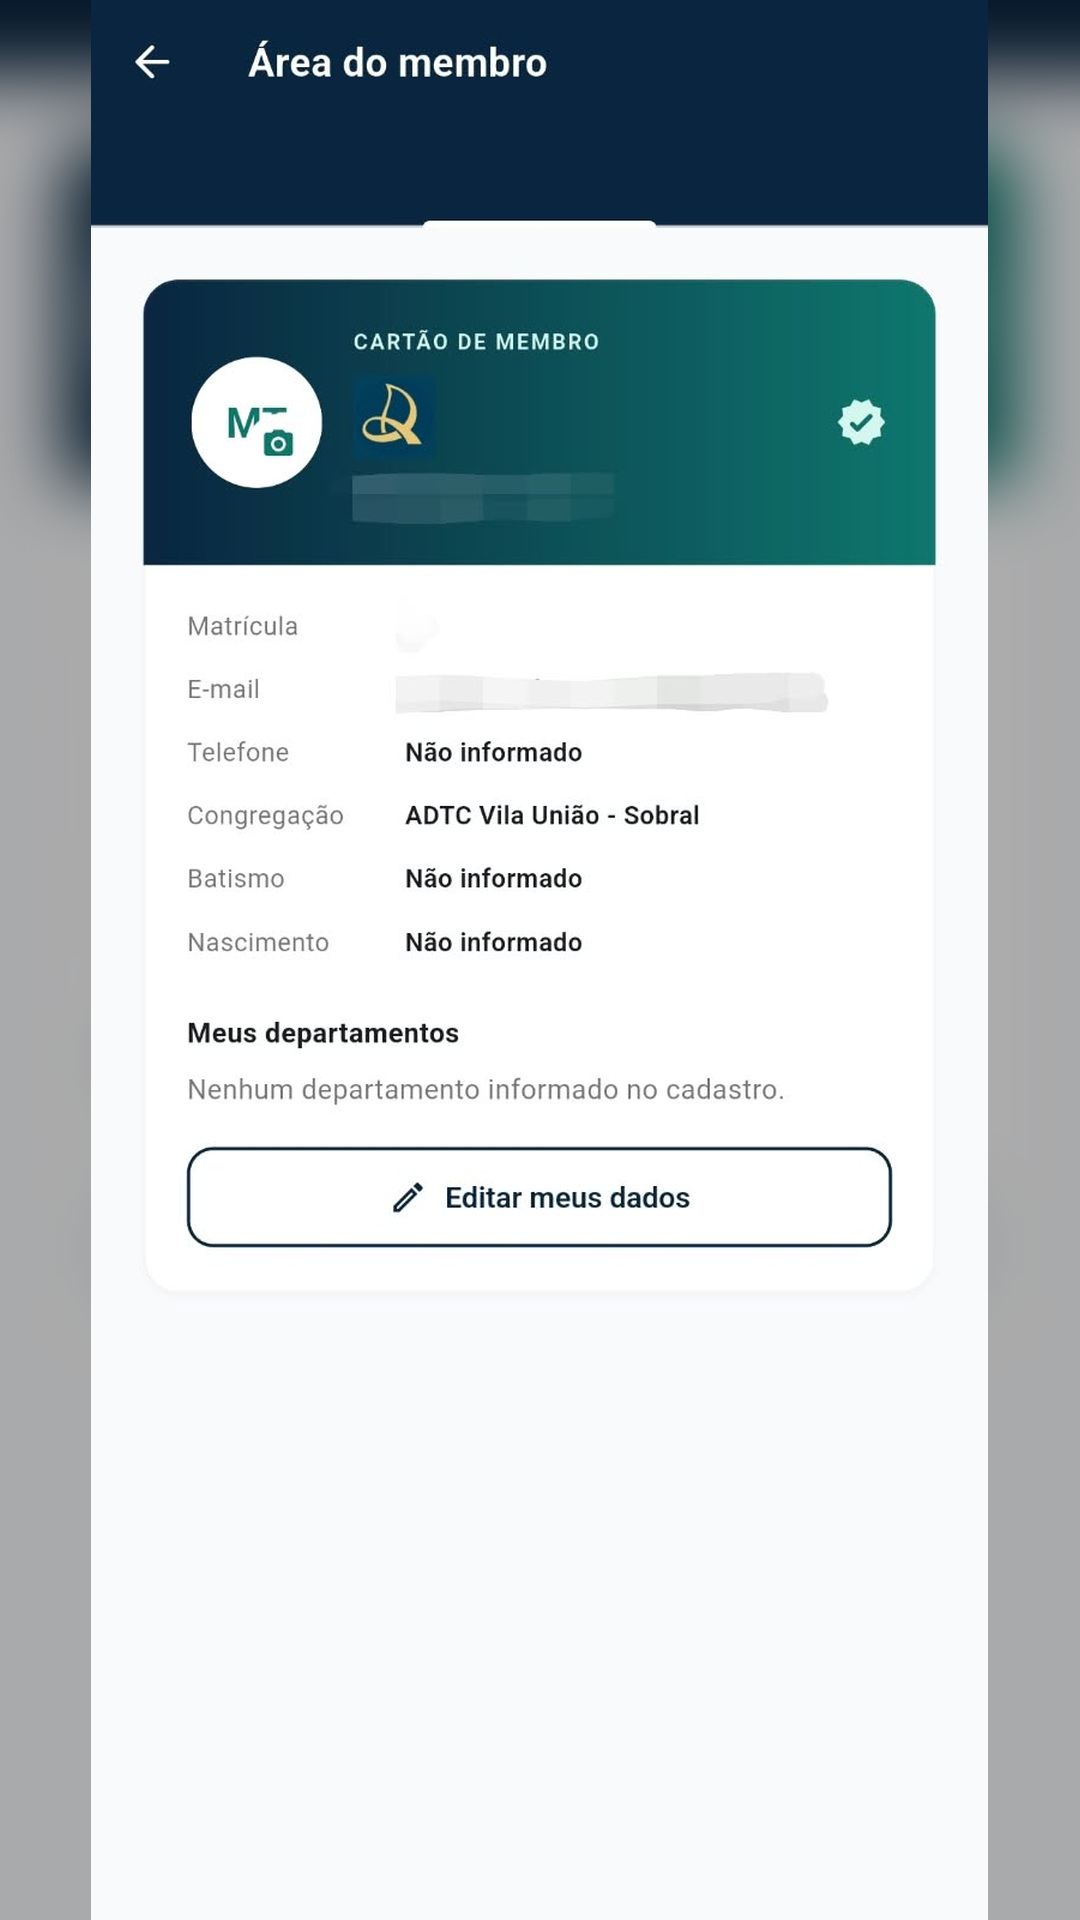 Área do membro
CARTÃO DE MEMBRO
Matrícula
E-mail
Telefone Não informado
Congregação ADTC Vila União - Sobral
Batismo Não informado
Nascimento Não informado
Meus departamentos
Nenhum departamento informado no cadastro.
Editar meus dados